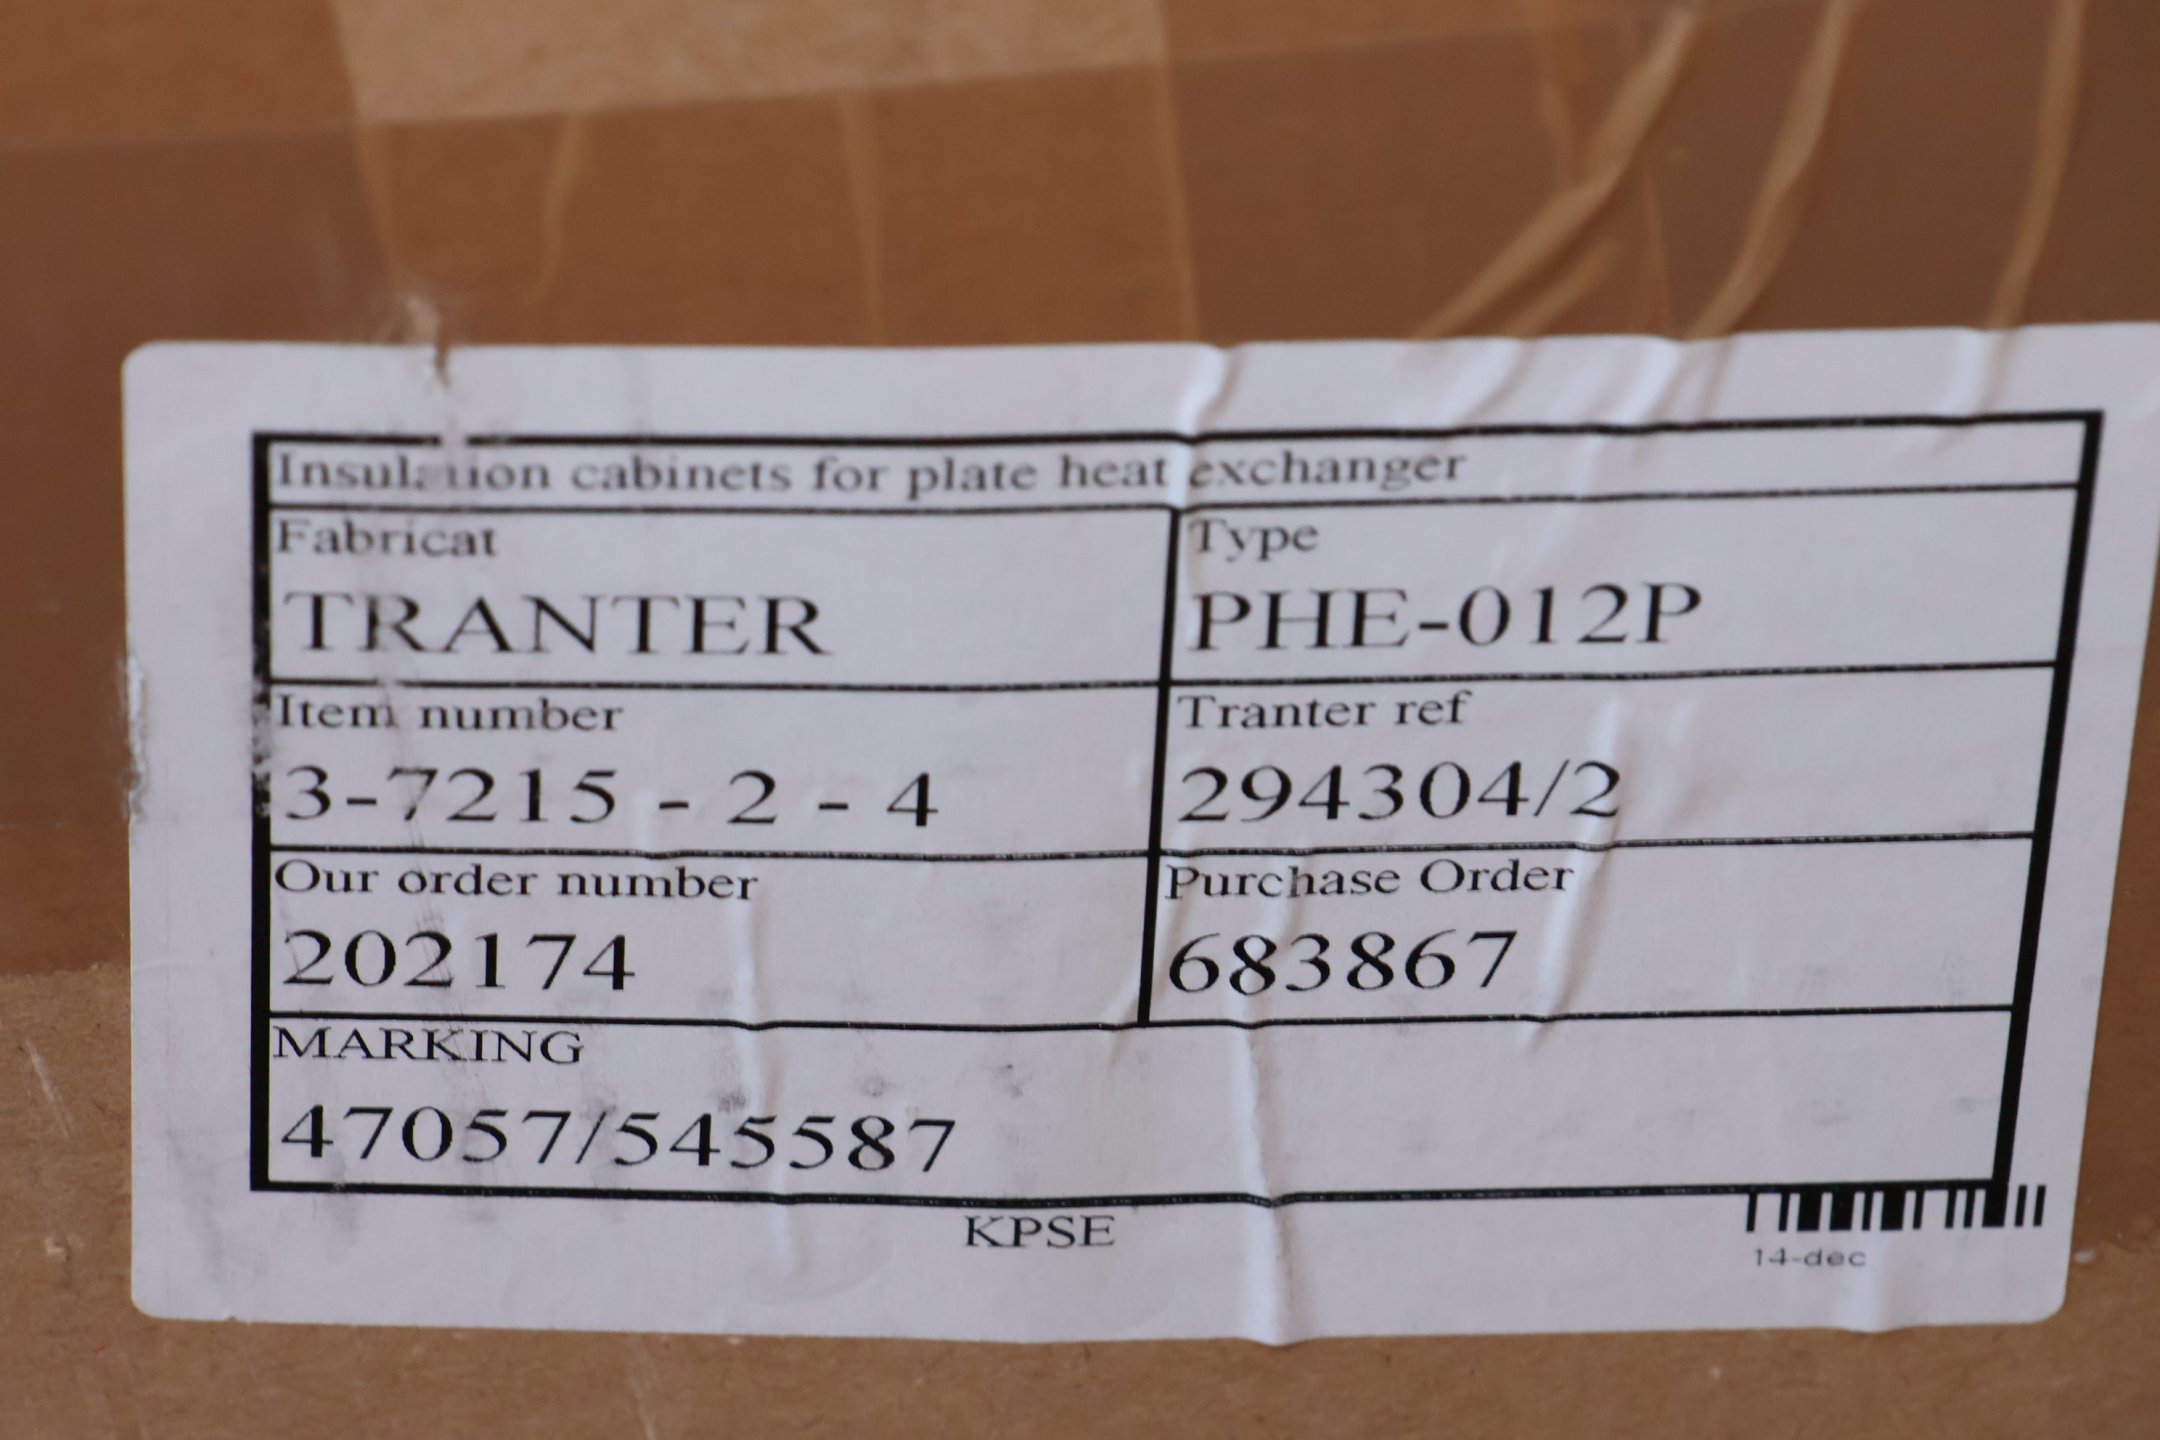 Insulation cabinets for plate heat exchanger
Fabricat
TRANTER
Type
PHE-012P
Item number
3-7215 - 2 - 4
Tranter ref
294304/2
Our order number
202174
Purchase Order
683867
MARKING
47057/545587
KPSE
14-dec